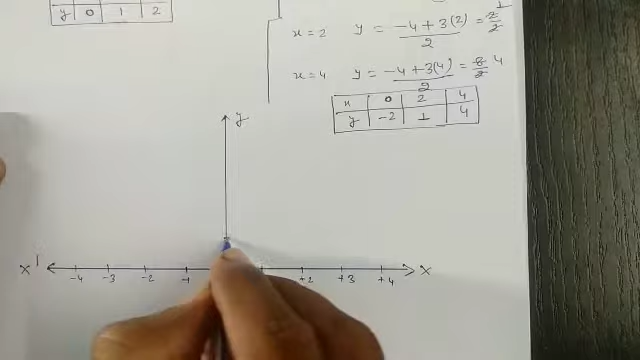 y 0 1 2
x = 2 y = -4 + 3(2) / 2 = 2/2 1
x = 4 y = -4 + 3(4) / 2 = 8/2 4
x 0 2 4
y -2 1 4
y
x' x
-4 -3 -2 -1 +2 +3 +4